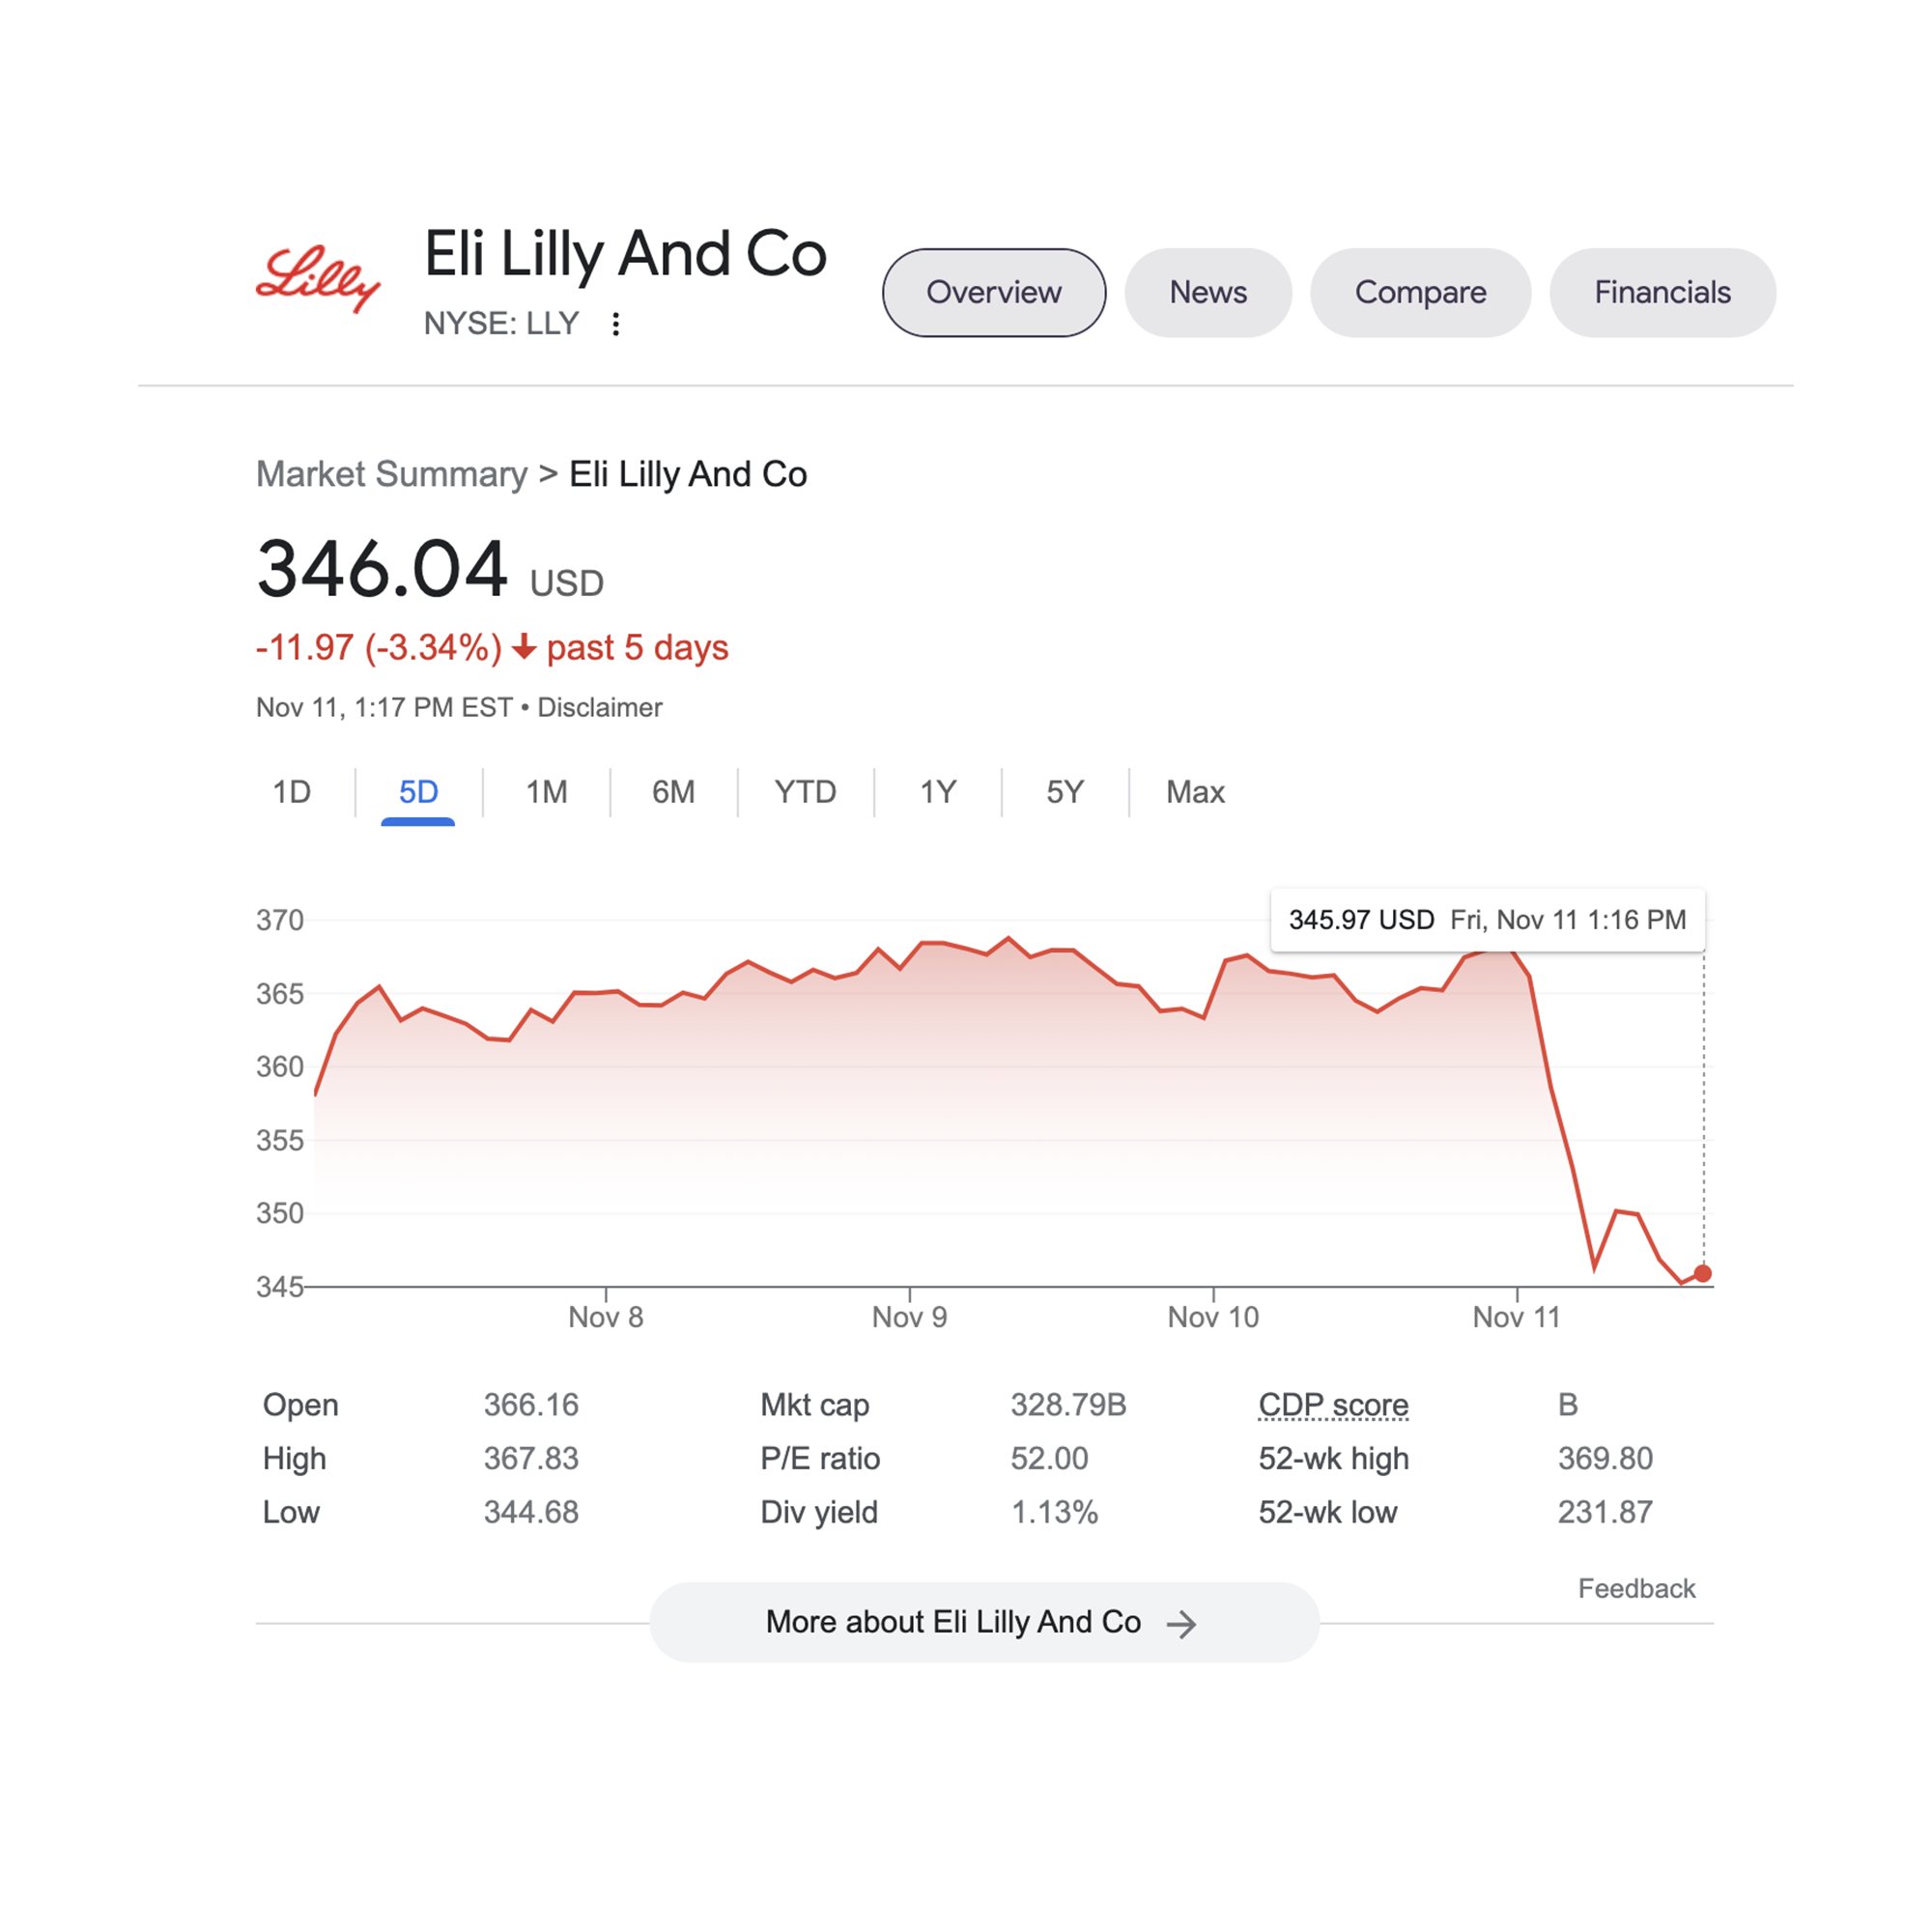 Lilly
Eli Lilly And Co
NYSE: LLY
Overview News Compare Financials
Market Summary > Eli Lilly And Co
346.04 USD
-11.97 (-3.34%) past 5 days
Nov 11, 1:17 PM EST • Disclaimer
1D 5D 1M 6M YTD 1Y 5Y Max
345.97 USD Fri, Nov 11 1:16 PM
370
365
360
355
350
345
Nov 8 Nov 9 Nov 10 Nov 11
Open 366.16 Mkt cap 328.79B CDP score B
High 367.83 P/E ratio 52.00 52-wk high 369.80
Low 344.68 Div yield 1.13% 52-wk low 231.87
Feedback
More about Eli Lilly And Co